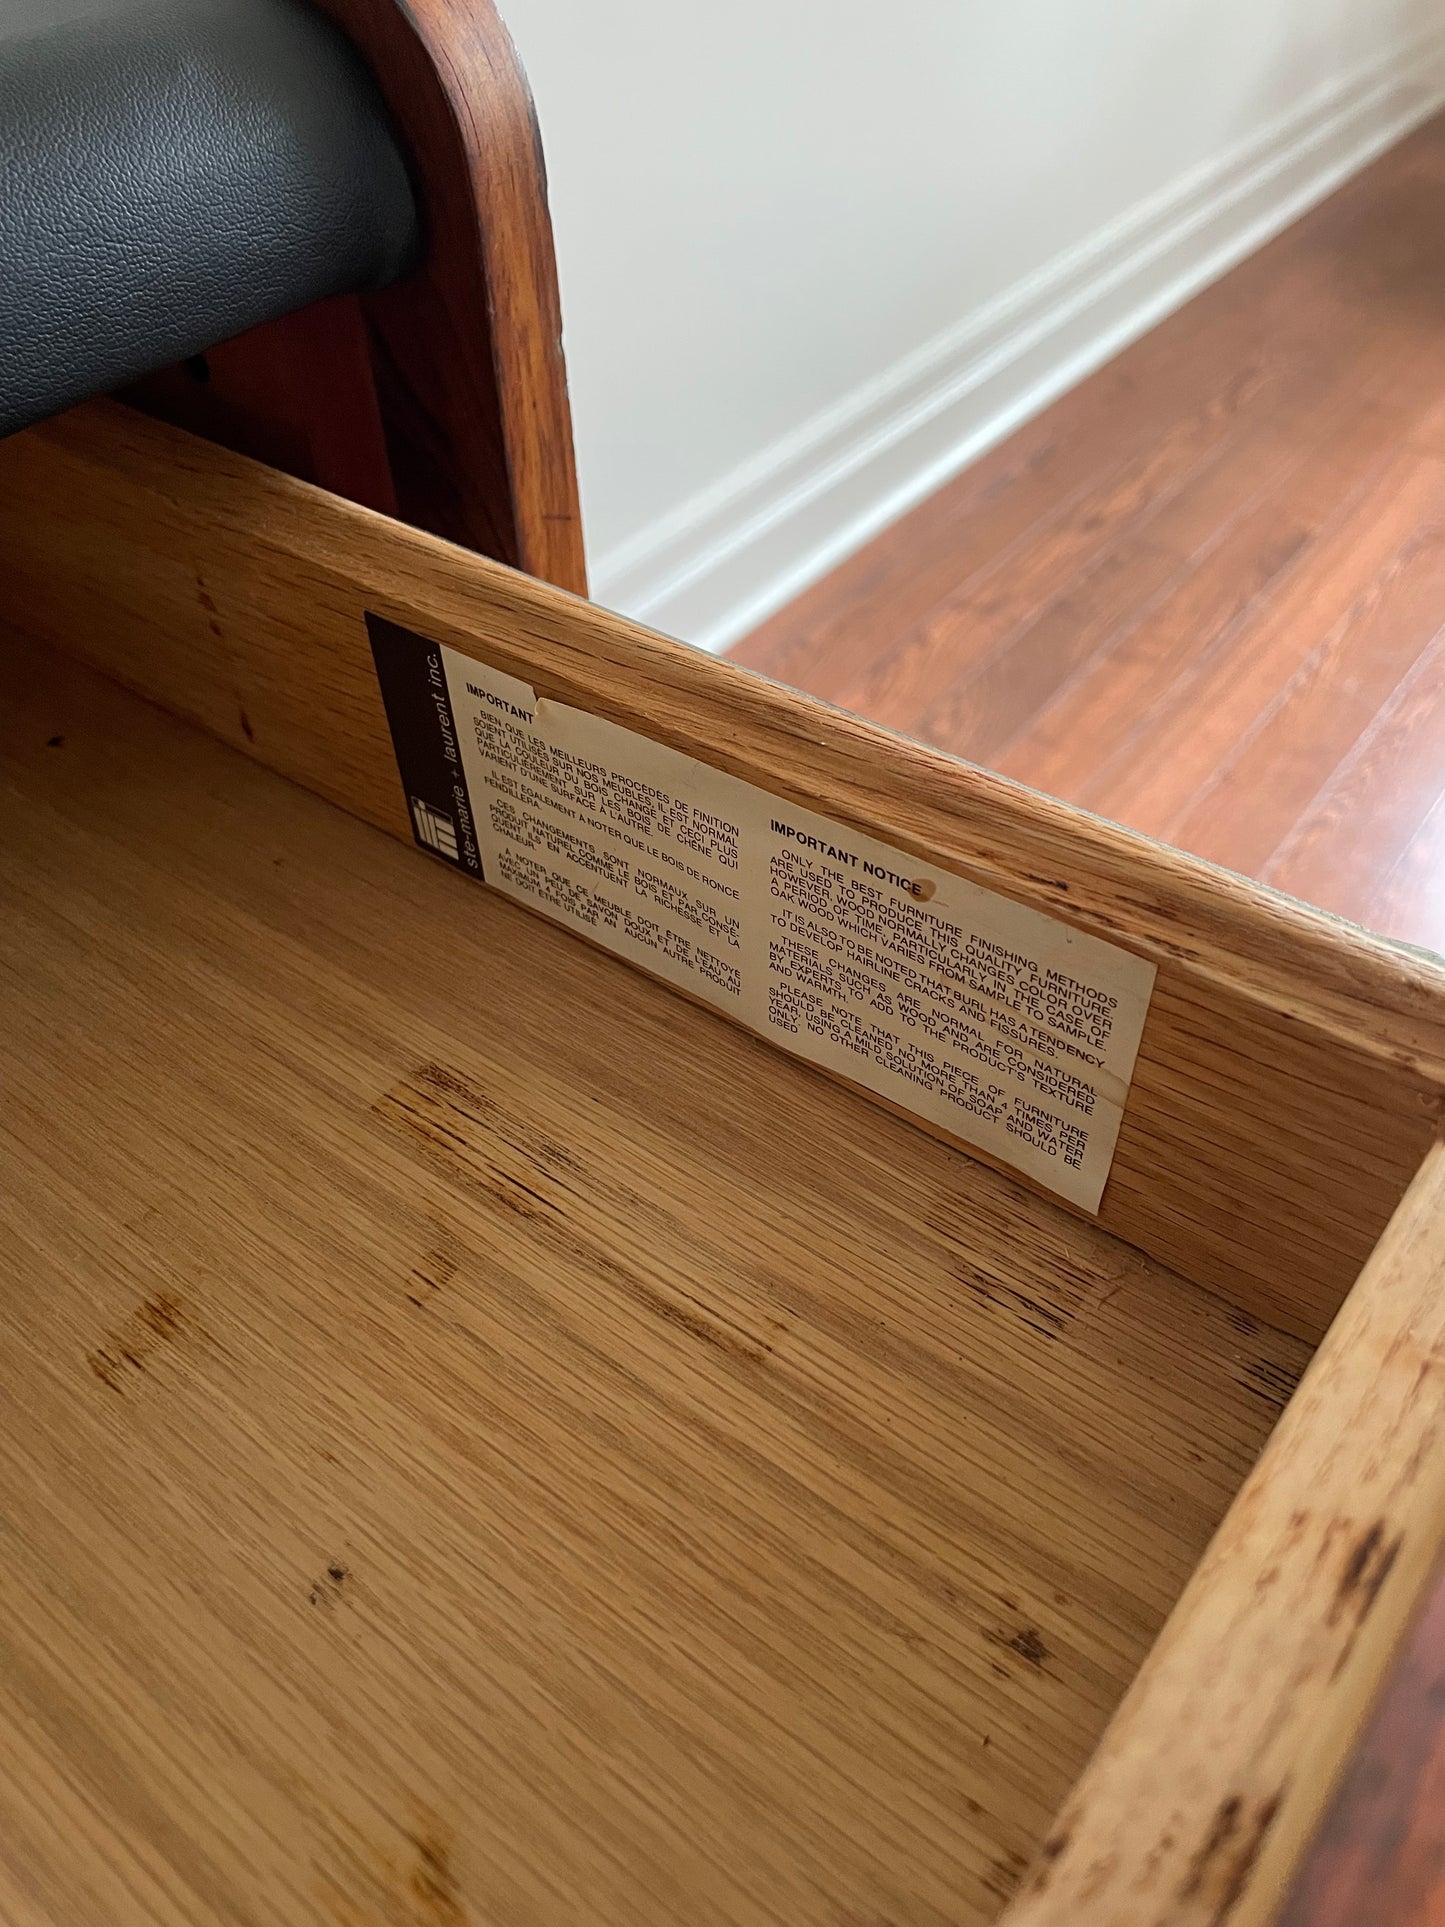 ste-marie + laurent inc.
IMPORTANT
BIEN QUE LES MEILLEURS PROCÉDÉS DE FINITION
SOIENT UTILISÉS SUR NOS MEUBLES, IL EST NORMAL
QUE LA COULEUR DU BOIS CHANGE ET CECI PLUS
PARTICULIÈREMENT SUR LES BOIS DE CHÊNE QUI
VARIENT D'UNE SURFACE À L'AUTRE.
IL EST ÉGALEMENT À NOTER QUE LE BOIS DE RONCE
FENDILLERA.
CES CHANGEMENTS SONT NORMAUX SUR UN
PRODUIT NATUREL COMME LE BOIS ET PAR CONSÉ-
QUENT ILS EN ACCENTUENT LA RICHESSE ET LA
CHALEUR.
À NOTER QUE CE MEUBLE DOIT ÊTRE NETTOYÉ
AVEC UN PEU DE SAVON DOUX ET DE L'EAU AU
MAXIMUM 4 FOIS PAR AN AUCUN AUTRE PRODUIT
NE DOIT ÊTRE UTILISÉ
IMPORTANT NOTICE
ONLY THE BEST FURNITURE FINISHING METHODS
ARE USED TO PRODUCE THIS QUALITY FURNITURE.
HOWEVER, WOOD NORMALLY CHANGES COLOR OVER
A PERIOD OF TIME, PARTICULARLY IN THE CASE OF
OAK WOOD WHICH VARIES FROM SAMPLE TO SAMPLE.
IT IS ALSO TO BE NOTED THAT BURL HAS A TENDENCY
TO DEVELOP HAIRLINE CRACKS AND FISSURES.
THESE CHANGES ARE NORMAL FOR NATURAL
MATERIALS SUCH AS WOOD AND ARE CONSIDERED
BY EXPERTS TO ADD TO THE PRODUCT'S TEXTURE
AND WARMTH.
PLEASE NOTE THAT THIS PIECE OF FURNITURE
SHOULD BE CLEANED NO MORE THAN 4 TIMES PER
YEAR, USING A MILD SOLUTION OF SOAP AND WATER
ONLY. NO OTHER CLEANING PRODUCT SHOULD BE
USED.